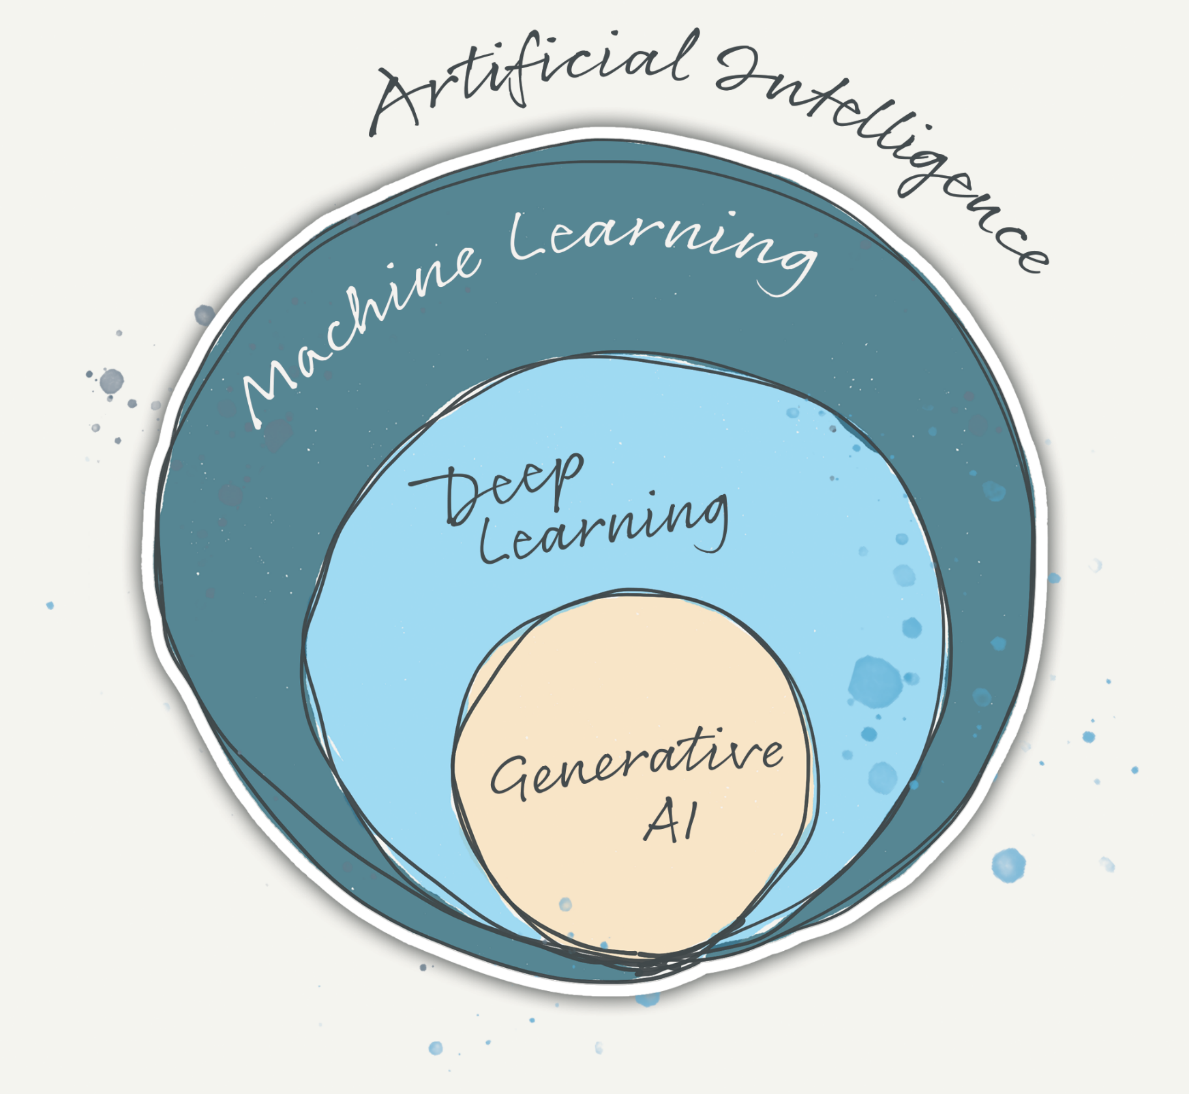 Artificial Intelligence
Machine Learning
Deep
Learning
Generative
AI